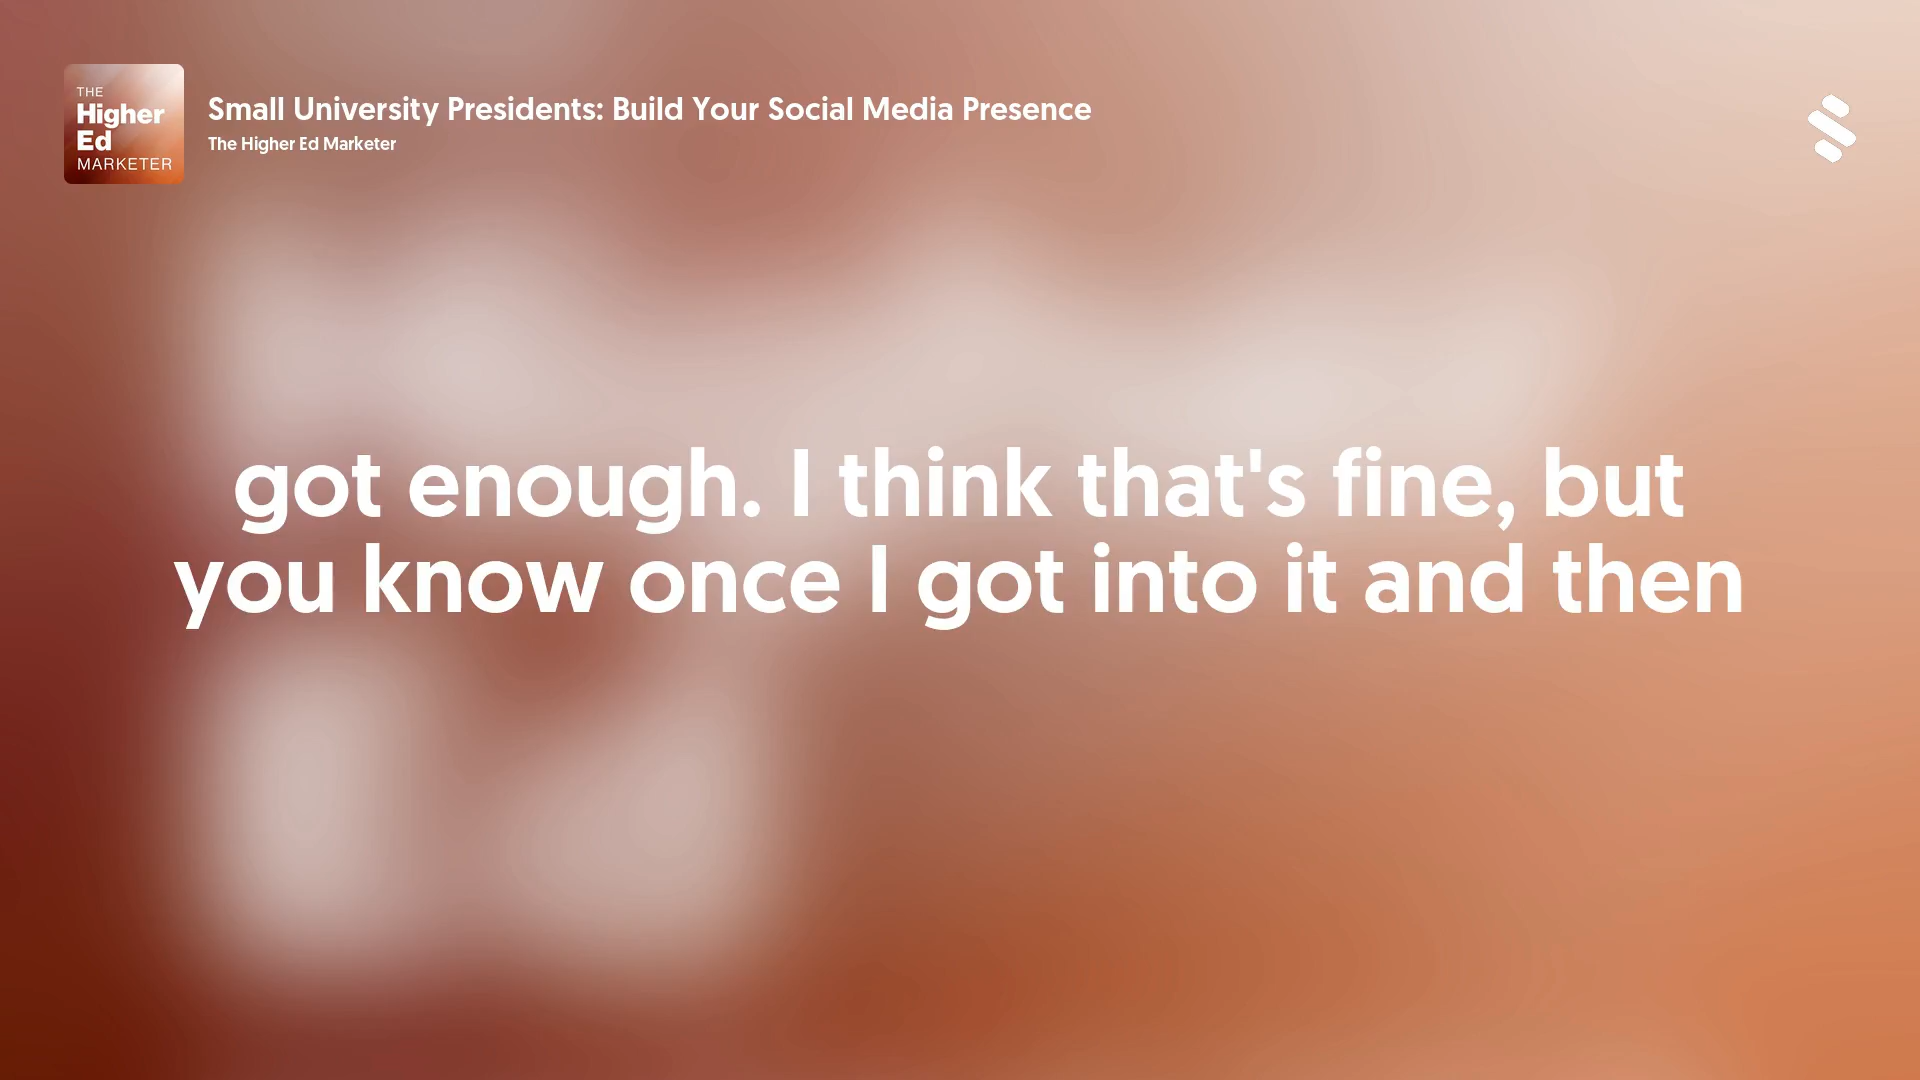 THE
Higher
Ed
MARKETER
Small University Presidents: Build Your Social Media Presence
The Higher Ed Marketer
got enough. I think that's fine, but
you know once I got into it and then